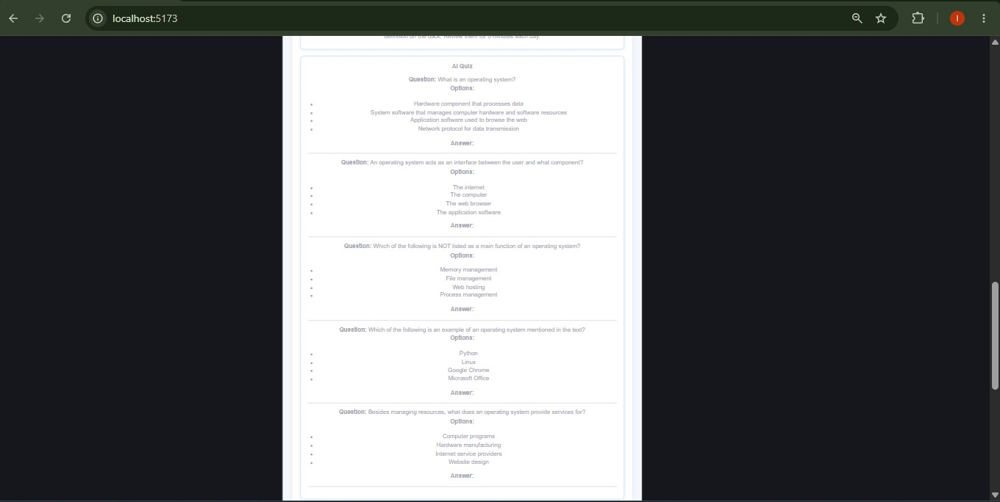 localhost:5173
I
definition on the back. Review them for 5 minutes each day.
AI Quiz
Question: What is an operating system?
Options:
Hardware component that processes data
System software that manages computer hardware and software resources
Application software used to browse the web
Network protocol for data transmission
Answer:
Question: An operating system acts as an interface between the user and what component?
Options:
The internet
The computer
The web browser
The application software
Answer:
Question: Which of the following is NOT listed as a main function of an operating system?
Options:
Memory management
File management
Web hosting
Process management
Answer:
Question: Which of the following is an example of an operating system mentioned in the text?
Options:
Python
Linux
Google Chrome
Microsoft Office
Answer:
Question: Besides managing resources, what does an operating system provide services for?
Options:
Computer programs
Hardware manufacturing
Internet service providers
Website design
Answer: